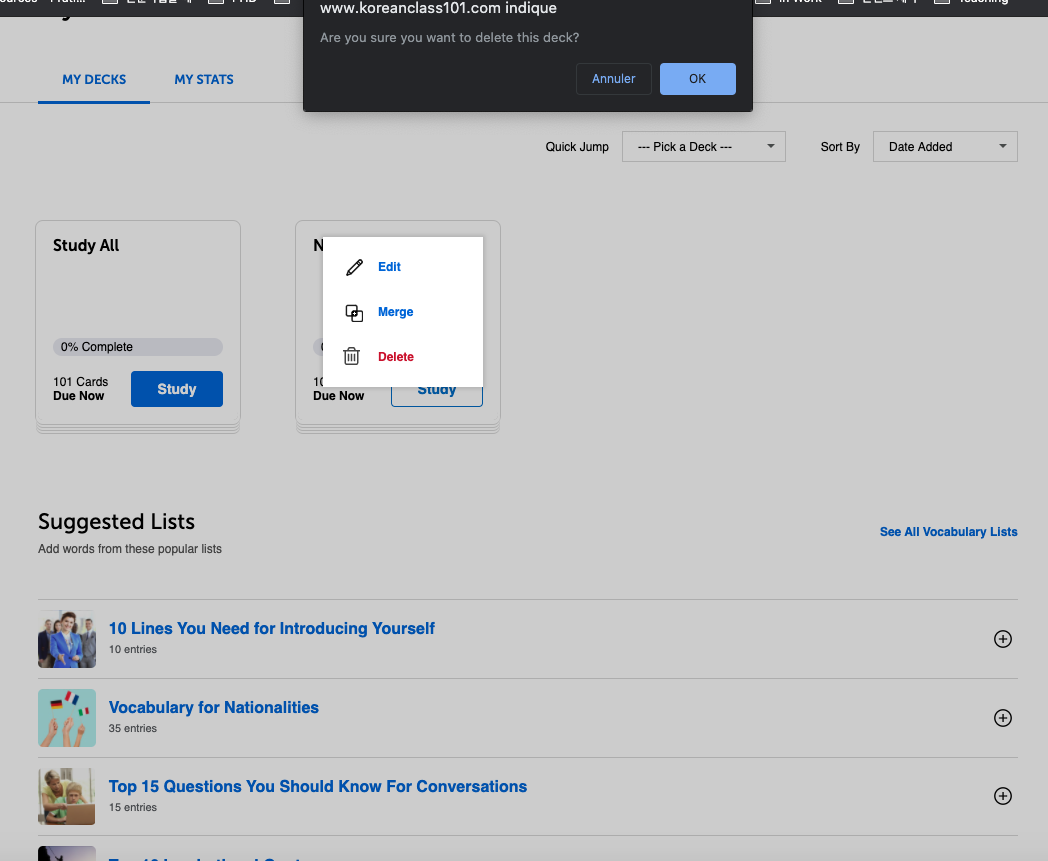 www.koreanclass101.com indique
Are you sure you want to delete this deck?
Annuler
OK
In Work
Teaching
MY DECKS
MY STATS
Quick Jump
--- Pick a Deck ---
Sort By
Date Added
Study All
0% Complete
101 Cards
Due Now
Study
N
Edit
Merge
Delete
10
Due Now
Study
Suggested Lists
Add words from these popular lists
See All Vocabulary Lists
10 Lines You Need for Introducing Yourself
10 entries
Vocabulary for Nationalities
35 entries
Top 15 Questions You Should Know For Conversations
15 entries